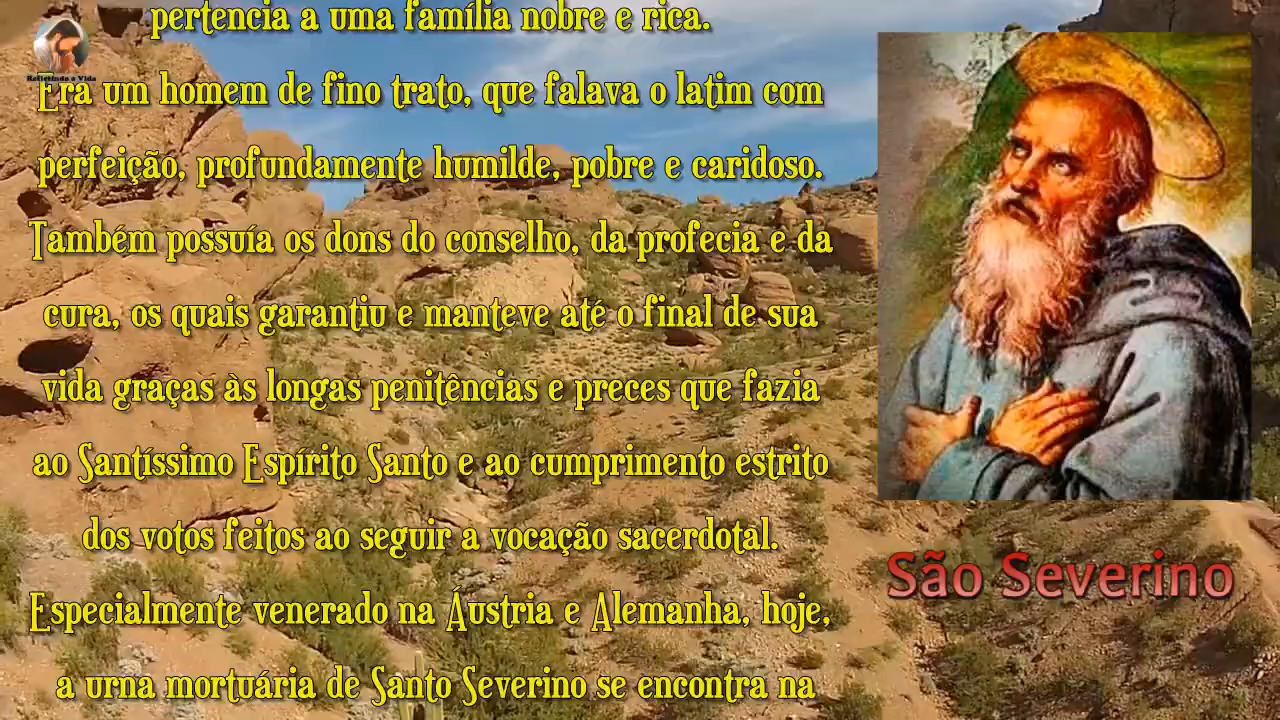 pertencia a uma família nobre e rica.
Era um homem de fino trato, que falava o latim com
perfeição, profundamente humilde, pobre e caridoso.
Também possuía os dons do conselho, da profecia e da
cura, os quais garantiu e manteve até o final de sua
vida graças às longas penitências e preces que fazia
ao Santíssimo Espírito Santo e ao cumprimento estrito
dos votos feitos ao seguir a vocação sacerdotal.
Especialmente venerado na Áustria e Alemanha, hoje,
a urna mortuária de Santo Severino se encontra na
São Severino
Refletindo a Vida